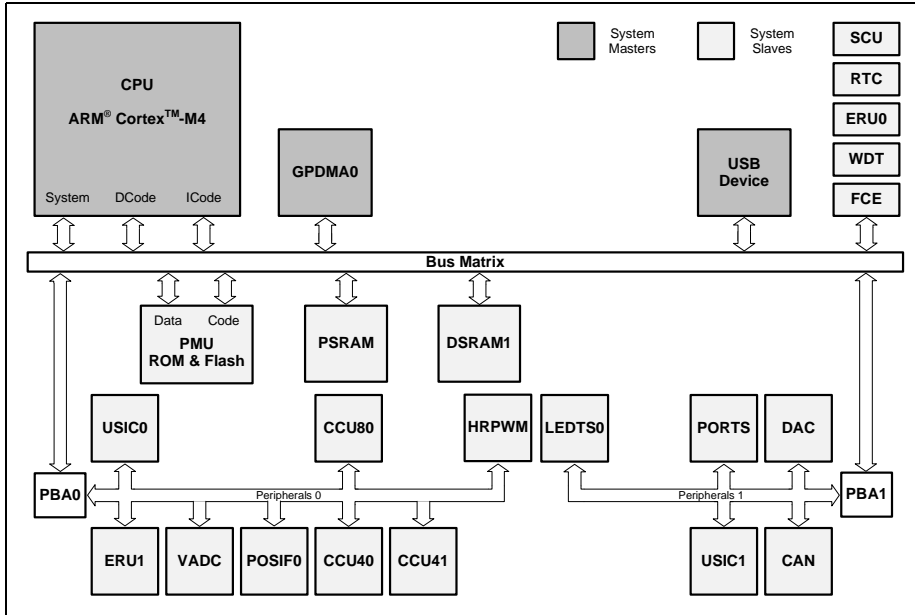 CPU
ARM® Cortex™-M4
System DCode ICode
GPDMA0
System
Masters
System
Slaves
USB
Device
SCU
RTC
ERU0
WDT
FCE
Bus Matrix
Data Code
PMU
ROM & Flash
PSRAM
DSRAM1
USIC0
CCU80
HRPWM
LEDTS0
PORTS
DAC
PBA0
Peripherals 0
Peripherals 1
PBA1
ERU1
VADC
POSIF0
CCU40
CCU41
USIC1
CAN